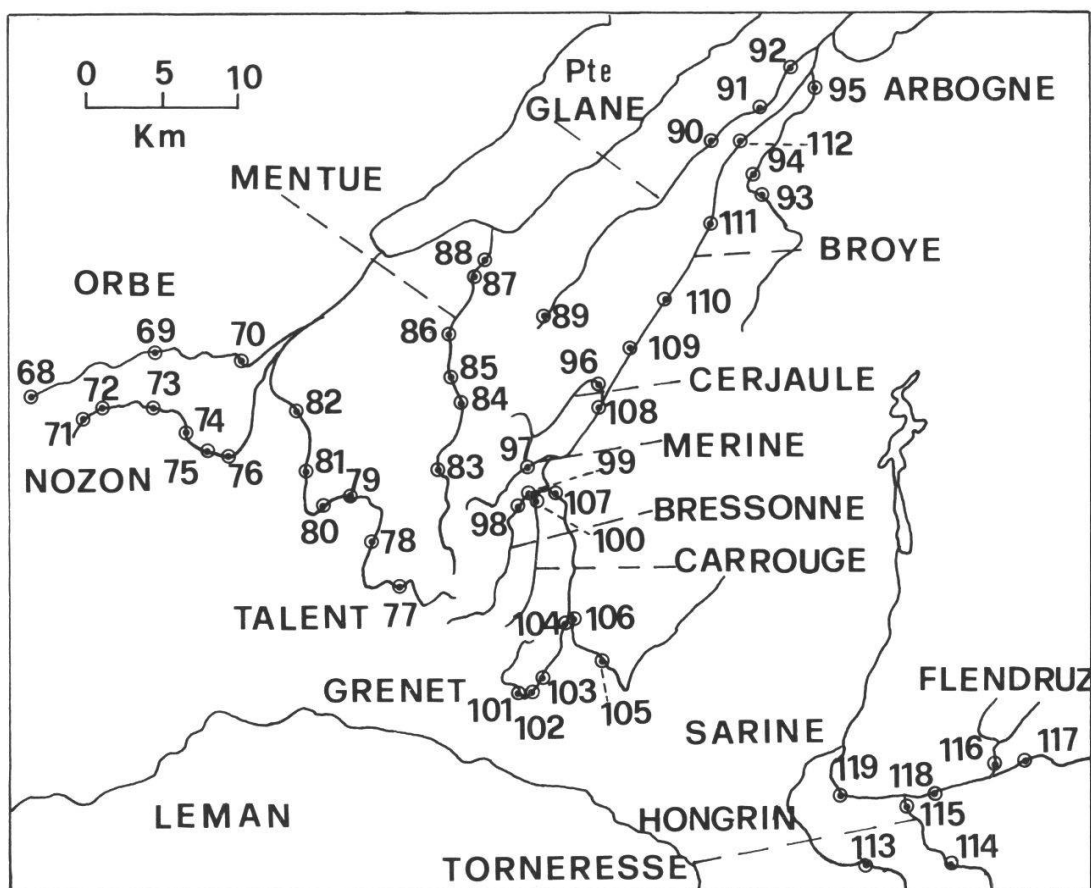 92
0 5 10
Km
Pte
GLANE
91
95 ARBOGNE
90
112
94
93
MENTUE
111
BROYE
88
87
ORBE
110
89
86
69
70
109
68
72
73
85
96
CERJAULE
84
108
82
71
74
97
MERINE
99
NOZON
75
76
81
79
83
107
98
BRESSONNE
80
100
78
CARROUGE
TALENT 77
104
106
GRENET
103
101
102
105
FLENDRUZ
SARINE
116
117
119
118
LEMAN
HONGRIN
115
TORNERESSE
113
114